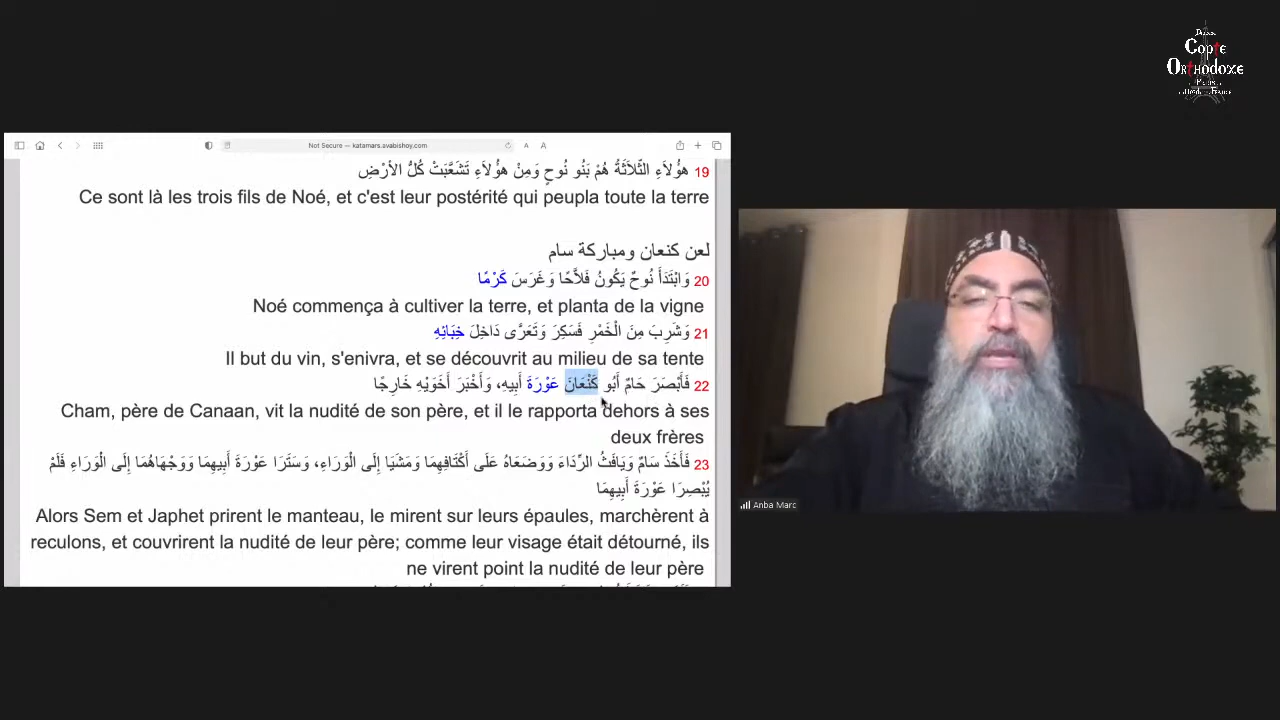 Copte
Orthodoxe
Not Secure — katamars.avabishoy.com
A A
19 هؤُلاَءِ الثَّلاَثَةُ هُمْ بَنُو نُوحٍ وَمِنْ هؤُلاَءِ تَشَعَّبَتْ كُلُّ الأرْضِ
Ce sont là les trois fils de Noé, et c'est leur postérité qui peupla toute la terre
لعن كنعان ومباركة سام
20 وَابْتَدَأَ نُوحٌ يَكُونُ فَلاَّحًا وَغَرَسَ كَرْمًا
Noé commença à cultiver la terre, et planta de la vigne
21 وَشَرِبَ مِنَ الْخَمْرِ فَسَكِرَ وَتَعَرَّى دَاخِلَ خِبَائِهِ
Il but du vin, s'enivra, et se découvrit au milieu de sa tente
22 فَأَبْصَرَ حَامٌ أَبُو كَنْعَانَ عَوْرَةَ أَبِيهِ، وَأَخْبَرَ أَخَوَيْهِ خَارِجًا
Cham, père de Canaan, vit la nudité de son père, et il le rapporta dehors à ses
deux frères
23 فَأَخَذَ سَامٌ وَيَافَثُ الرِّدَاءَ وَوَضَعَاهُ عَلَى أَكْتَافِهِمَا وَمَشَيَا إِلَى الْوَرَاءِ، وَسَتَرَا عَوْرَةَ أَبِيهِمَا وَوَجْهَاهُمَا إِلَى الْوَرَاءِ فَلَمْ
يُبْصِرَا عَوْرَةَ أَبِيهِمَا
Alors Sem et Japhet prirent le manteau, le mirent sur leurs épaules, marchèrent à
reculons, et couvrirent la nudité de leur père; comme leur visage était détourné, ils
ne virent point la nudité de leur père
Anba Marc